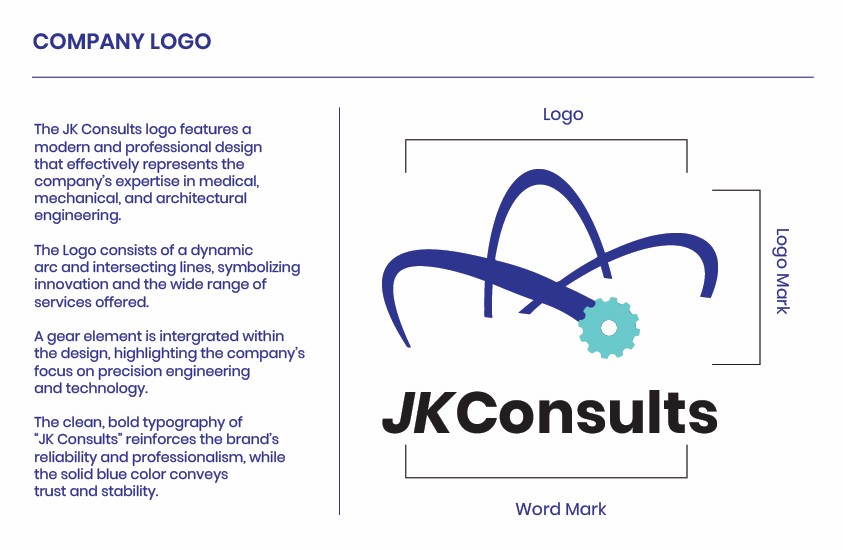 COMPANY LOGO
The JK Consults logo features a
modern and professional design
that effectively represents the
company's expertise in medical,
mechanical, and architectural
engineering.
The Logo consists of a dynamic
arc and intersecting lines, symbolizing
innovation and the wide range of
services offered.
A gear element is intergrated within
the design, highlighting the company's
focus on precision engineering
and technology.
The clean, bold typography of
“JK Consults” reinforces the brand's
reliability and professionalism, while
the solid blue color conveys
trust and stability.
Logo
Logo Mark
JKConsults
Word Mark